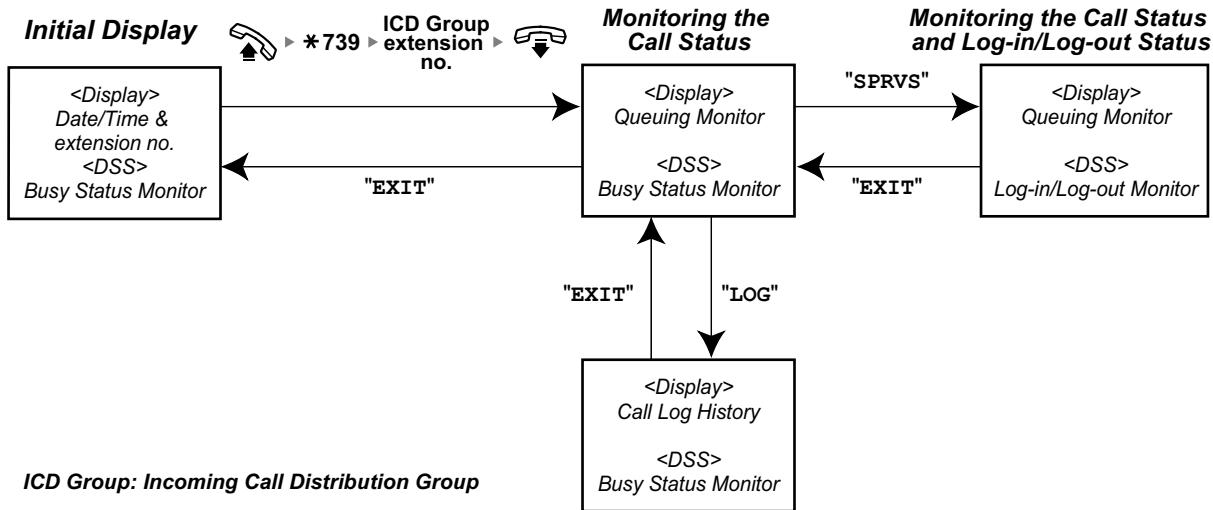 Initial Display
*739
ICD Group
extension
no.
Monitoring the
Call Status
Monitoring the Call Status
and Log-in/Log-out Status
<Display>
Date/Time &
extension no.
<DSS>
Busy Status Monitor
"EXIT"
<Display>
Queuing Monitor
<DSS>
Busy Status Monitor
"SPRVS"
"EXIT"
<Display>
Queuing Monitor
<DSS>
Log-in/Log-out Monitor
"EXIT"
"LOG"
<Display>
Call Log History
<DSS>
Busy Status Monitor
ICD Group: Incoming Call Distribution Group